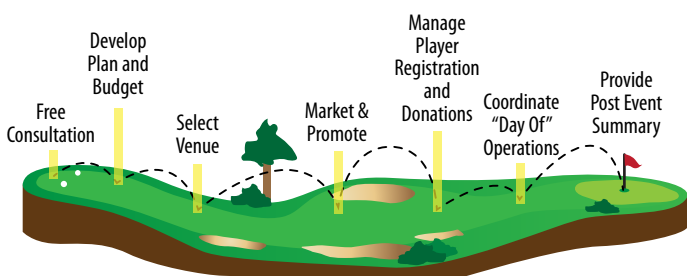 Free
Consultation
Develop
Plan and
Budget
Select
Venue
Market &
Promote
Manage
Player
Registration
and
Donations
Coordinate
“Day Of”
Operations
Provide
Post Event
Summary